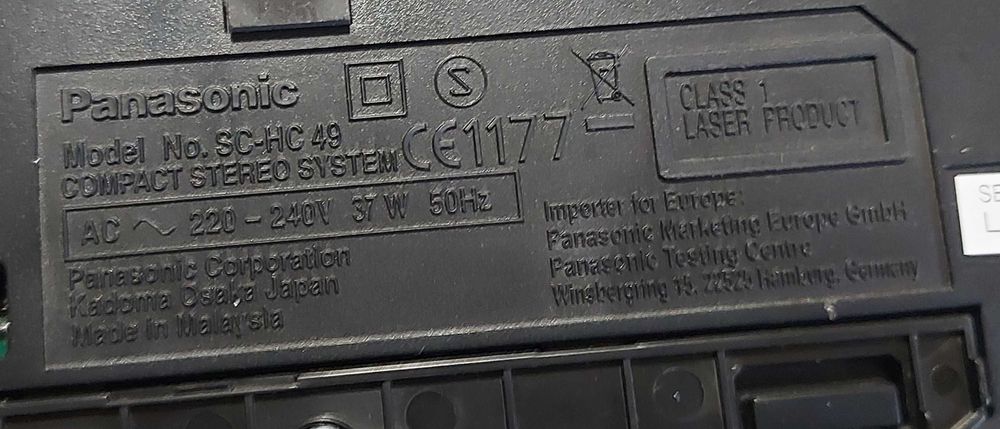 Panasonic
Model No. SC-HC 49
COMPACT STEREO SYSTEM
S
CE1177
CLASS 1
LASER PRODUCT
AC ~ 220 - 240V 37 W 50Hz
Panasonic Corporation
Kadoma Osaka Japan
Made in Malaysia
Importer for Europe:
Panasonic Marketing Europe GmbH
Panasonic Testing Centre
Winsbergring 15, 22525 Hamburg, Germany
SE
L